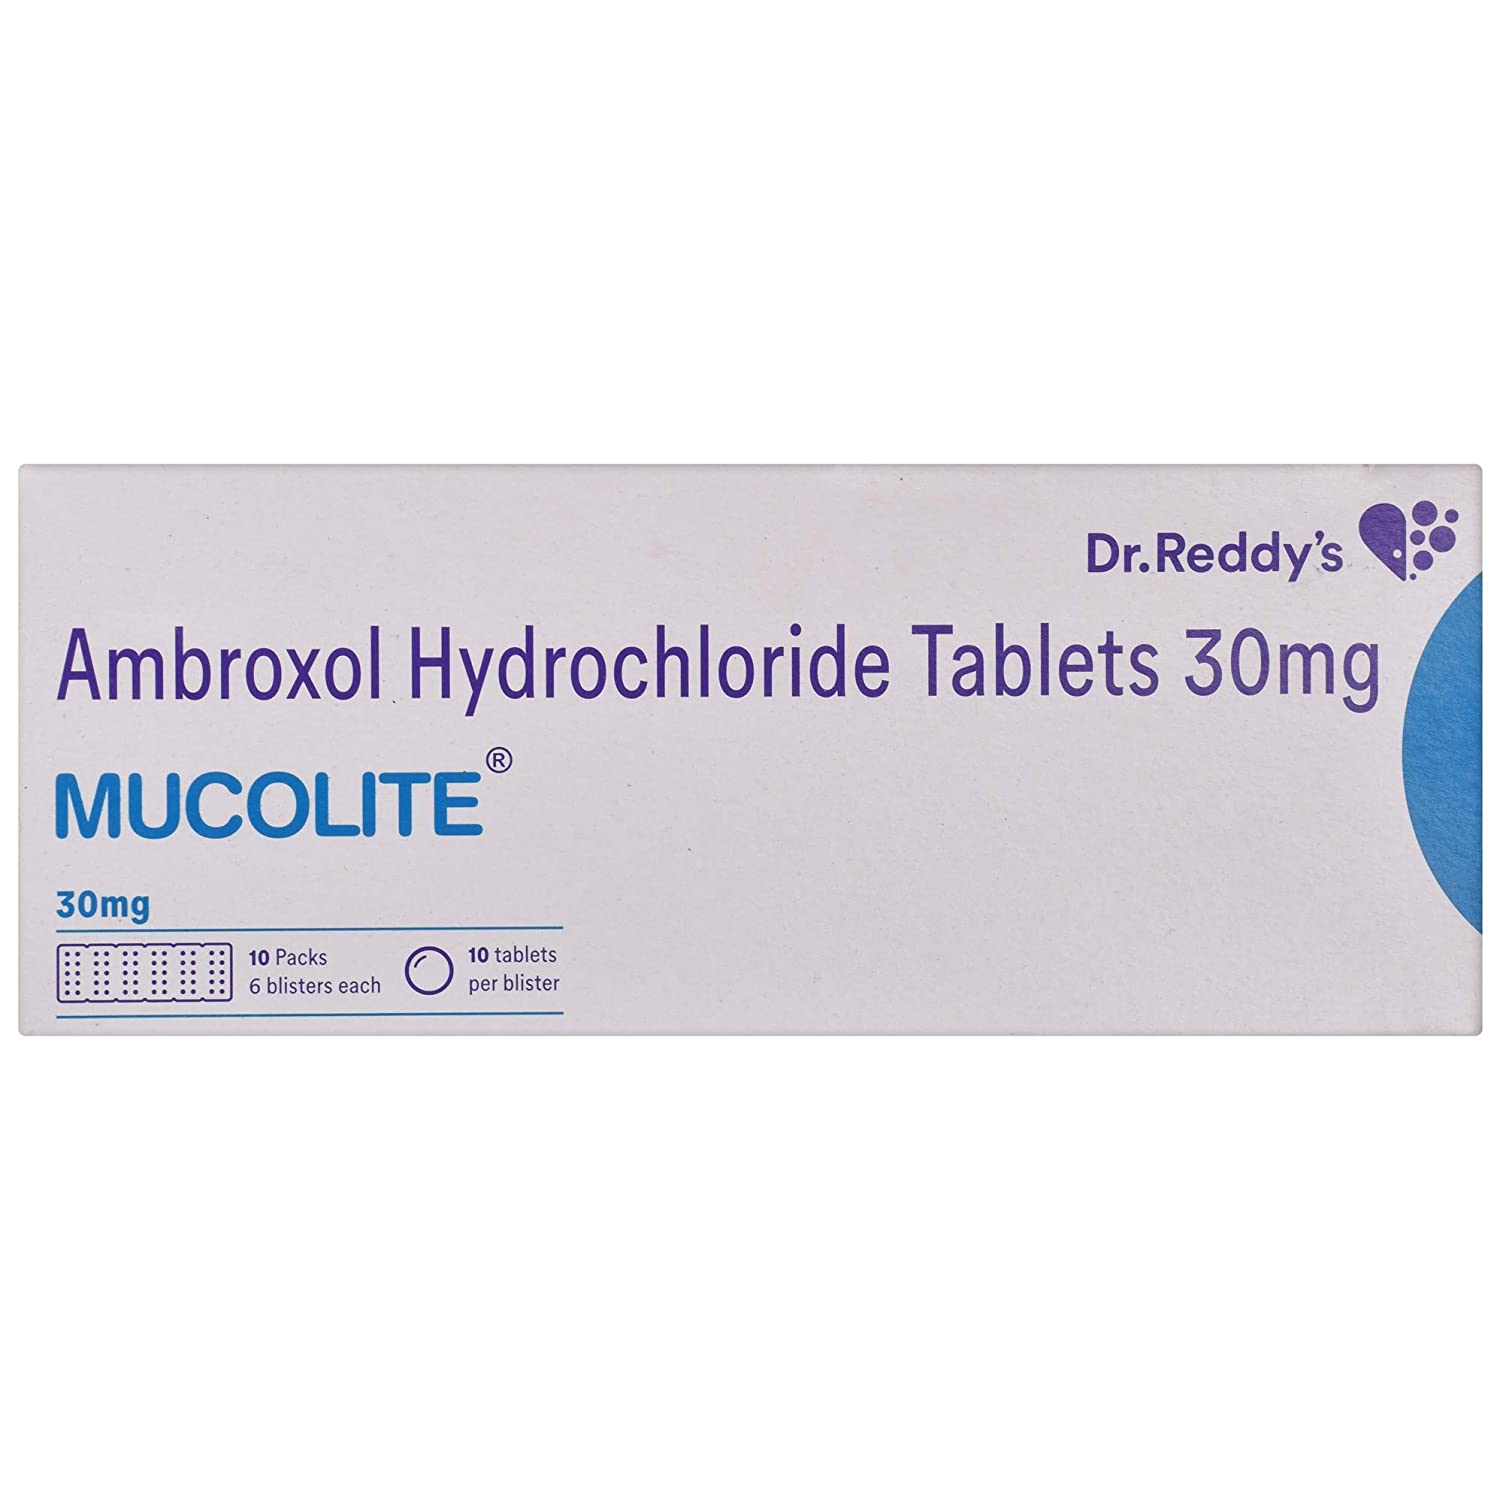 Dr.Reddy's
Ambroxol Hydrochloride Tablets 30mg
MUCOLITE®
30mg
10 Packs
6 blisters each
10 tablets
per blister